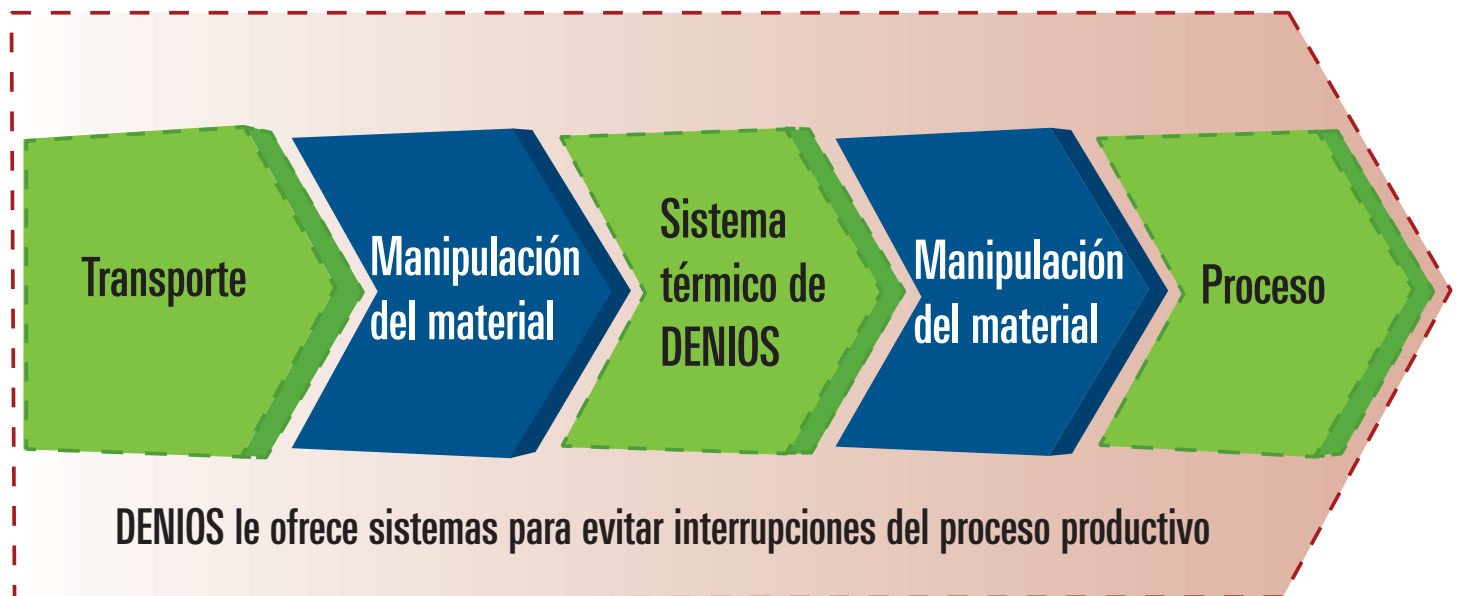 Transporte
Manipulación
del material
Sistema
térmico de
DENIOS
Manipulación
del material
Proceso
DENIOS le ofrece sistemas para evitar interrupciones del proceso productivo